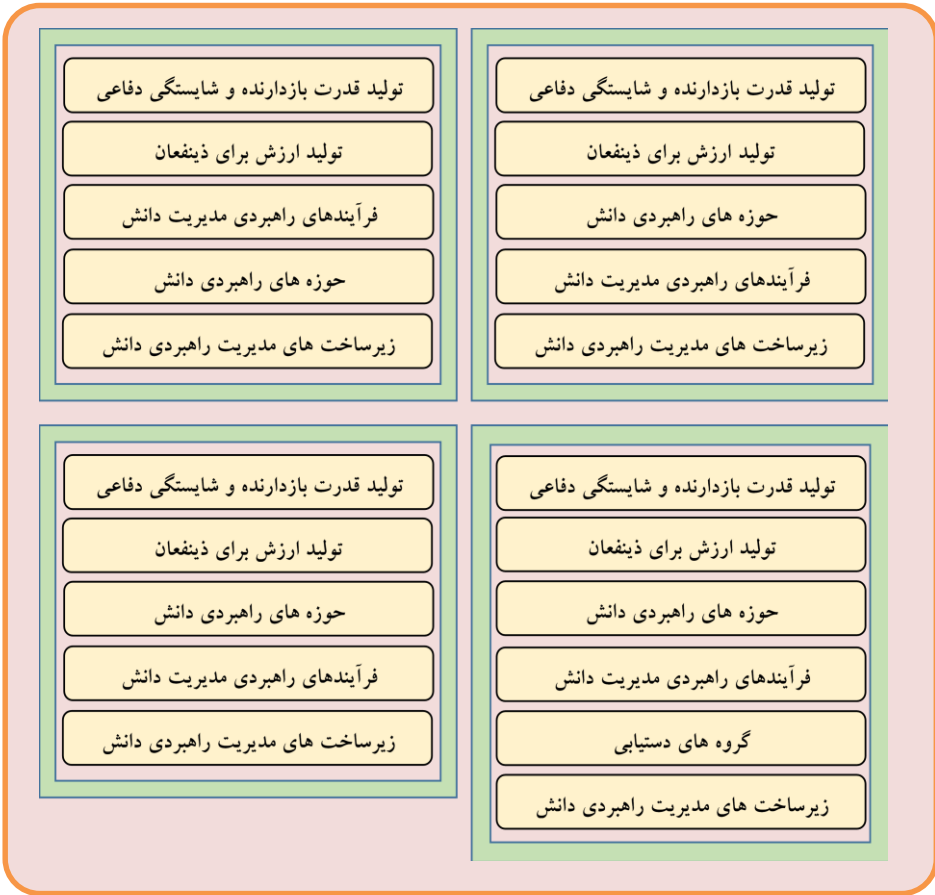 تولید قدرت بازدارنده و شایستگی دفاعی
تولید ارزش برای ذینفعان
حوزه های راهبردی دانش
فرآیندهای راهبردی مدیریت دانش
زیرساخت های مدیریت راهبردی دانش
تولید قدرت بازدارنده و شایستگی دفاعی
تولید ارزش برای ذینفعان
فرآیندهای راهبردی مدیریت دانش
حوزه های راهبردی دانش
زیرساخت های مدیریت راهبردی دانش
تولید قدرت بازدارنده و شایستگی دفاعی
تولید ارزش برای ذینفعان
حوزه های راهبردی دانش
فرآیندهای راهبردی مدیریت دانش
گروه های دستیابی
زیرساخت های مدیریت راهبردی دانش
تولید قدرت بازدارنده و شایستگی دفاعی
تولید ارزش برای ذینفعان
حوزه های راهبردی دانش
فرآیندهای راهبردی مدیریت دانش
زیرساخت های مدیریت راهبردی دانش